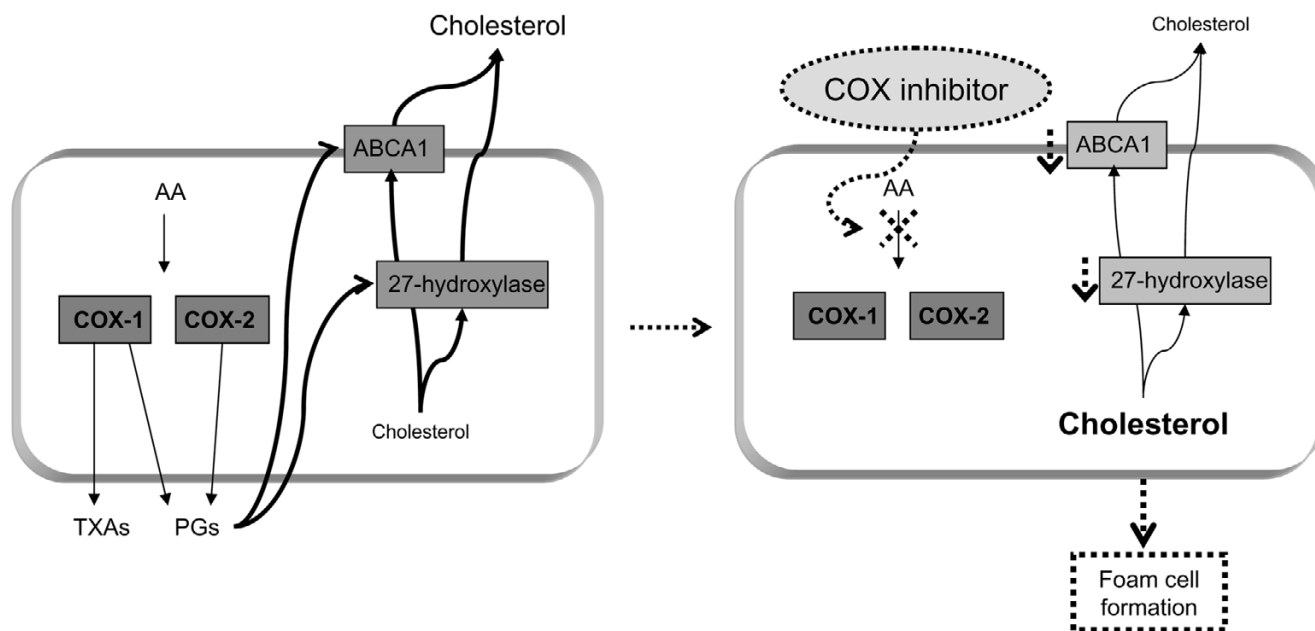 Cholesterol
ABCA1
AA
27-hydroxylase
COX-1
COX-2
Cholesterol
TXAs
PGs
Cholesterol
COX inhibitor
ABCA1
AA
27-hydroxylase
COX-1
COX-2
Cholesterol
Foam cell
formation